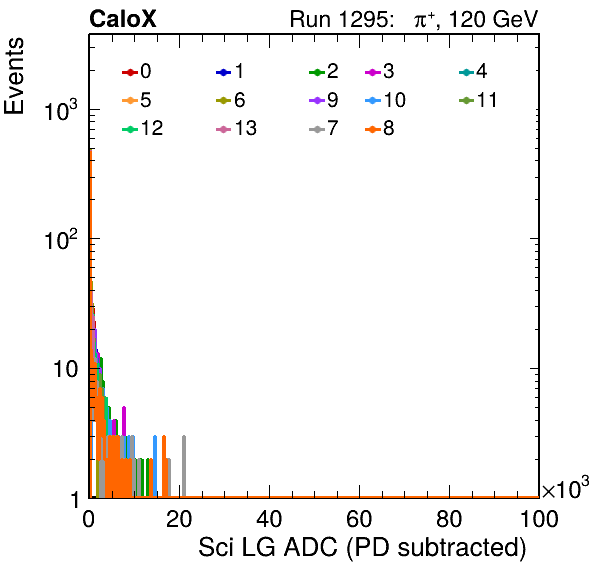 CaloX Run 1295: π⁺, 120 GeV
Events
0 1 2 3 4
5 6 9 10 11
12 13 7 8
10³
10²
10
1
0 20 40 60 80 100
×10³
Sci LG ADC (PD subtracted)